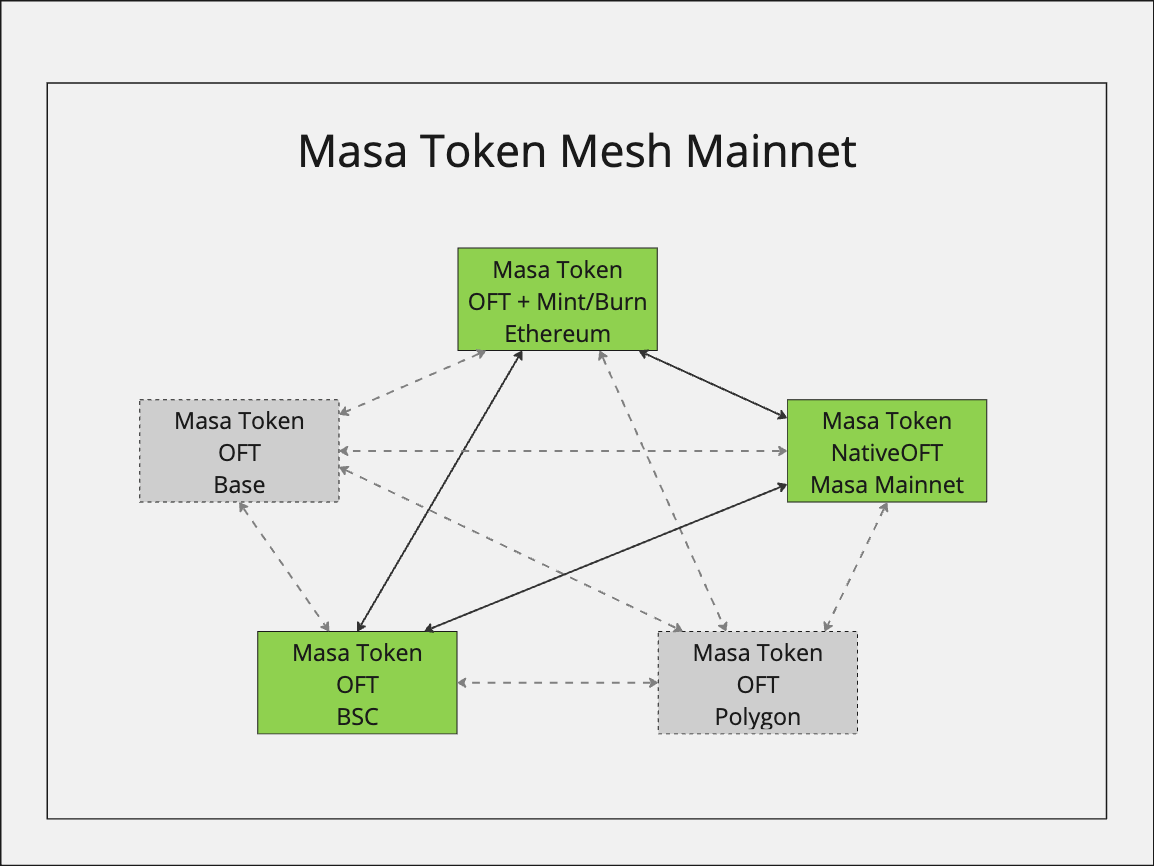 Masa Token Mesh Mainnet
Masa Token
OFT + Mint/Burn
Ethereum
Masa Token
OFT
Base
Masa Token
NativeOFT
Masa Mainnet
Masa Token
OFT
BSC
Masa Token
OFT
Polygon